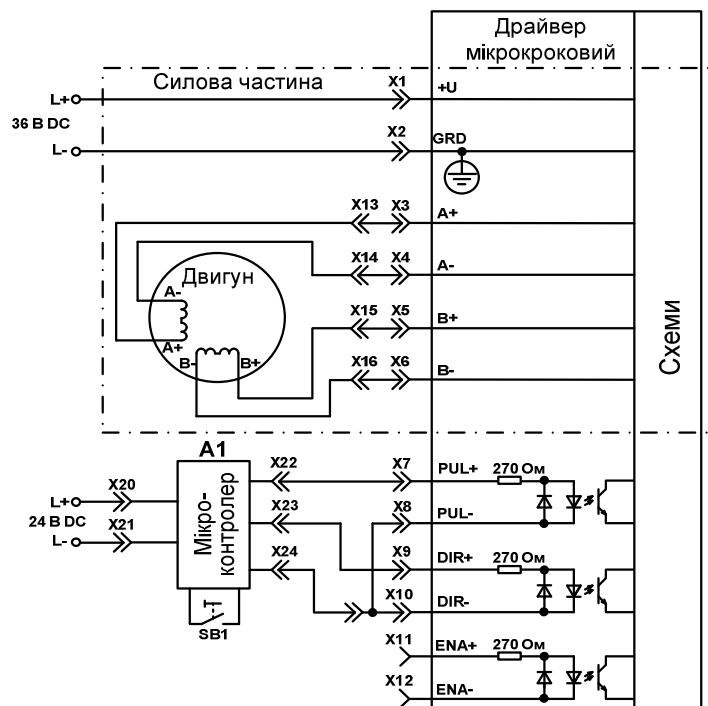 Драйвер
мікрокроковий
Силова частина
X1
+U
L+
36 В DC
X2
GRD
L-
X13 X3
A+
X14 X4
A-
Двигун
A-
X15 X5
B+
A+
B- B+
X16 X6
B-
Схеми
A1
X20
X22
X7
PUL+ 270 Ом
L+
24 В DC
X21
X23
X8
PUL-
L-
Мікро-
контролер
X24
X9
DIR+ 270 Ом
X10
DIR-
SB1
X11
ENA+ 270 Ом
X12
ENA-